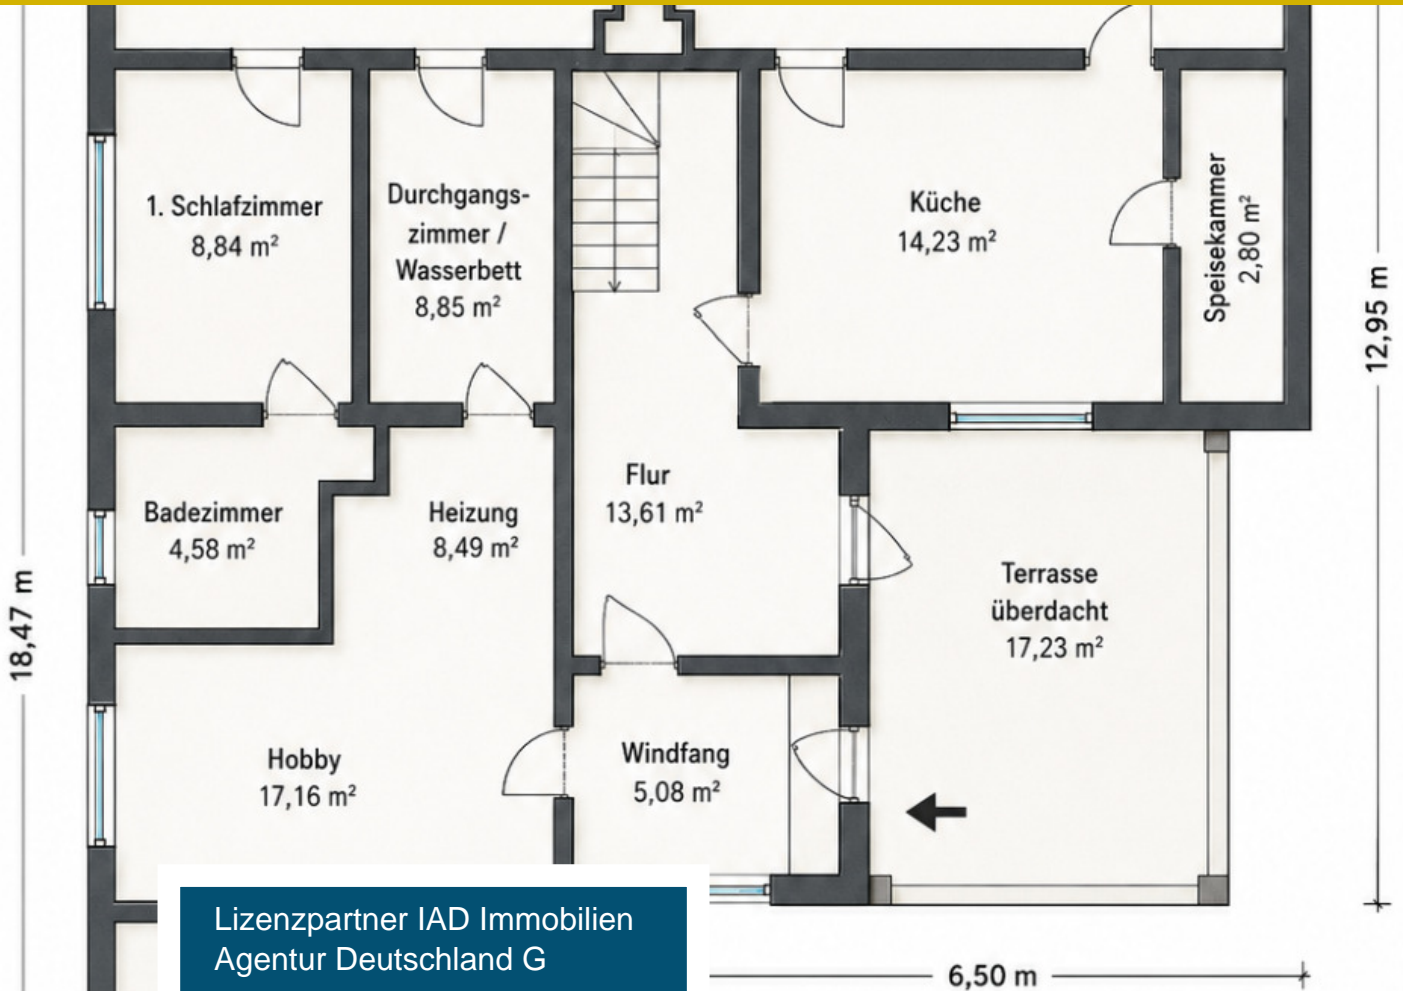 1. Schlafzimmer
8,84 m²
Durchgangs-
zimmer /
Wasserbett
8,85 m²
Küche
14,23 m²
Speisekammer
2,80 m²
12,95 m
Badezimmer
4,58 m²
Heizung
8,49 m²
Flur
13,61 m²
Terrasse
überdacht
17,23 m²
18,47 m
Hobby
17,16 m²
Windfang
5,08 m²
Lizenzpartner IAD Immobilien
Agentur Deutschland G
6,50 m